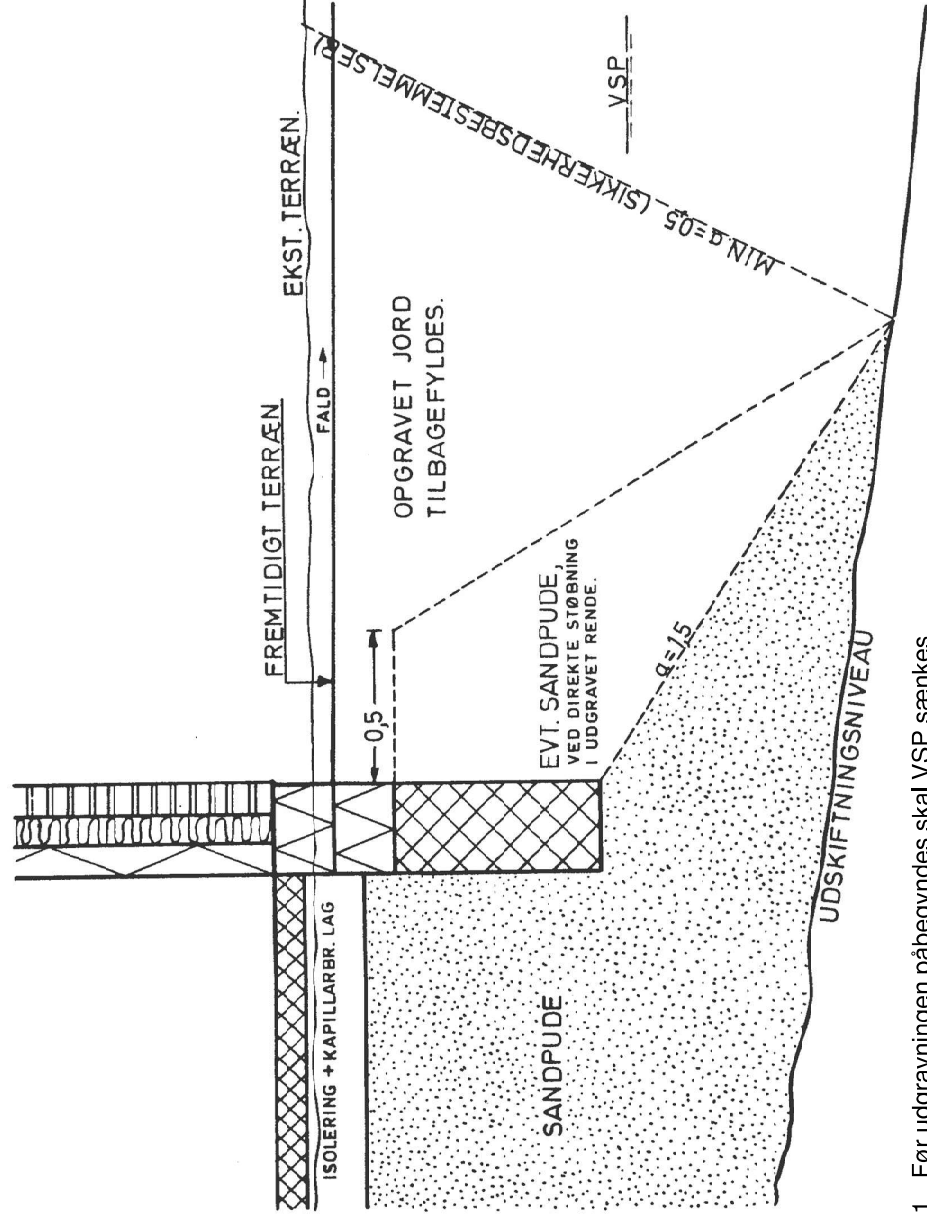 EKST. TERRÆN.
FREMTIDIGT TERRÆN
FALD
MIN a=0,5 (SIKKERHEDSBESTEMMELSER)
VSP
OPGRAVET JORD
TILBAGEFYLDES.
0,5
EVT. SANDPUDE,
VED DIREKTE STØBNING
I UDGRAVET RENDE.
a=1,5
ISOLERING + KAPILLARBR. LAG
SANDPUDE
UDSKIFTNINGSNIVEAU
1 Før udgravningen påbegyndes skal VSP sænkes